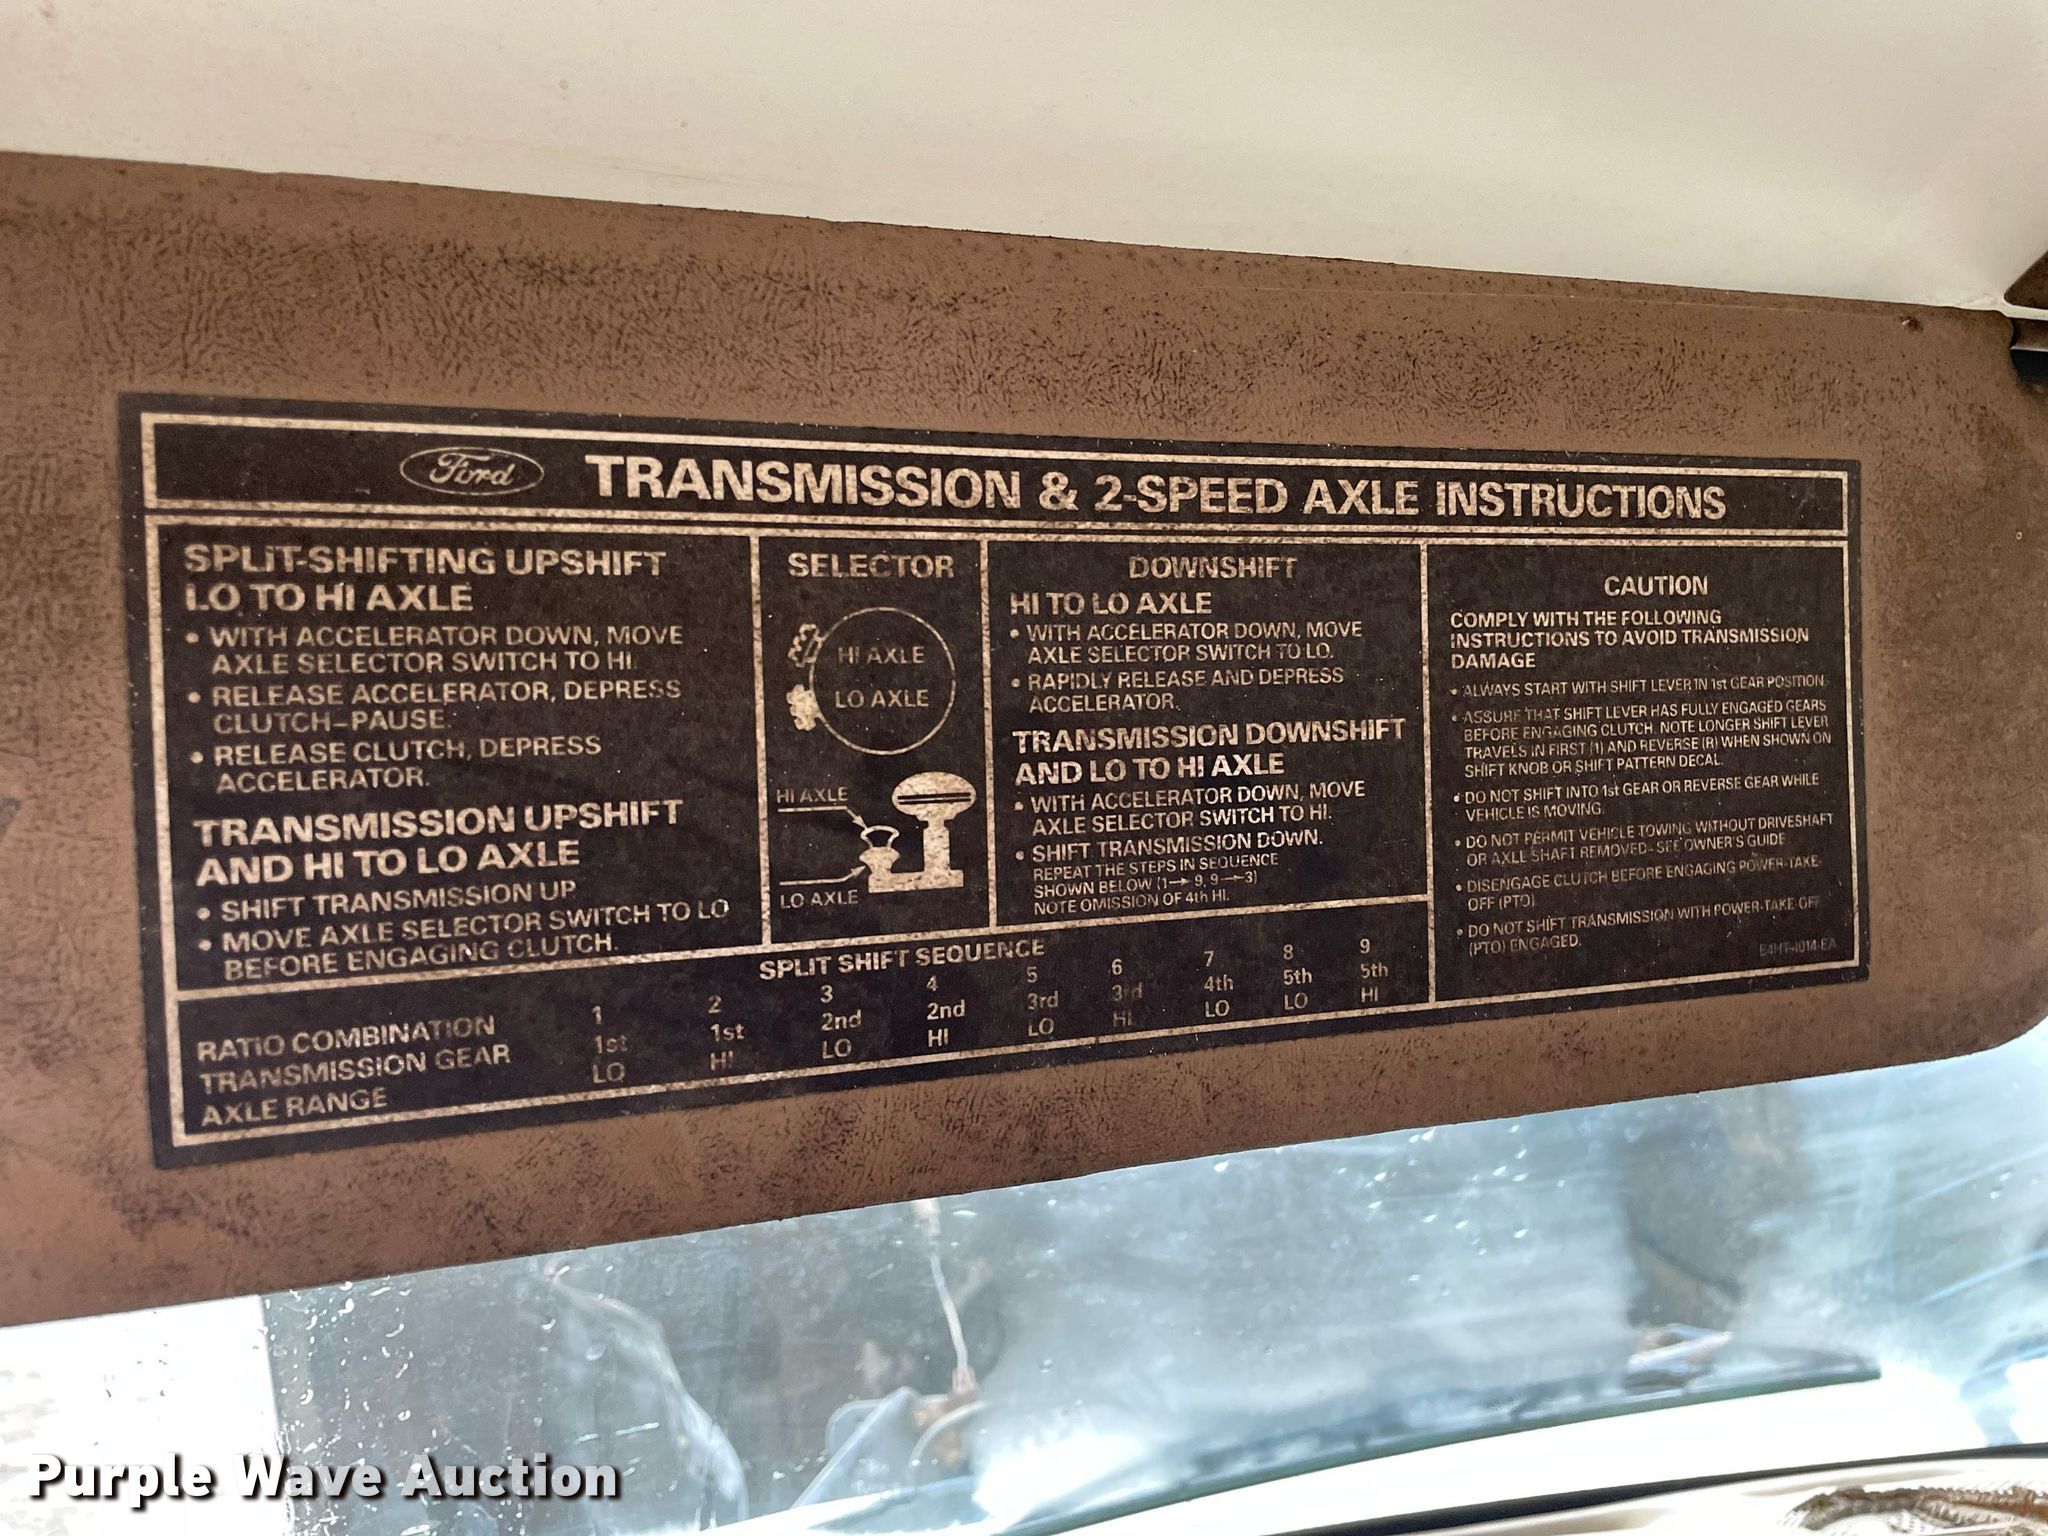 Ford TRANSMISSION & 2-SPEED AXLE INSTRUCTIONS
SPLIT-SHIFTING UPSHIFT
LO TO HI AXLE
• WITH ACCELERATOR DOWN, MOVE
AXLE SELECTOR SWITCH TO HI.
• RELEASE ACCELERATOR, DEPRESS
CLUTCH–PAUSE.
• RELEASE CLUTCH, DEPRESS
ACCELERATOR.
TRANSMISSION UPSHIFT
AND HI TO LO AXLE
• SHIFT TRANSMISSION UP
• MOVE AXLE SELECTOR SWITCH TO LO
BEFORE ENGAGING CLUTCH.
SELECTOR
HI AXLE
LO AXLE
HI AXLE
LO AXLE
DOWNSHIFT
HI TO LO AXLE
• WITH ACCELERATOR DOWN, MOVE
AXLE SELECTOR SWITCH TO LO.
• RAPIDLY RELEASE AND DEPRESS
ACCELERATOR.
TRANSMISSION DOWNSHIFT
AND LO TO HI AXLE
• WITH ACCELERATOR DOWN, MOVE
AXLE SELECTOR SWITCH TO HI.
• SHIFT TRANSMISSION DOWN.
REPEAT THE STEPS IN SEQUENCE
SHOWN BELOW (1→9, 9→3)
NOTE OMISSION OF 4th HI.
CAUTION
COMPLY WITH THE FOLLOWING
INSTRUCTIONS TO AVOID TRANSMISSION
DAMAGE
• ALWAYS START WITH SHIFT LEVER IN 1st GEAR POSITION.
• ASSURE THAT SHIFT LEVER HAS FULLY ENGAGED GEARS
BEFORE ENGAGING CLUTCH. NOTE LONGER SHIFT LEVER
TRAVELS IN FIRST (1) AND REVERSE (R) WHEN SHOWN ON
SHIFT KNOB OR SHIFT PATTERN DECAL.
• DO NOT SHIFT INTO 1st GEAR OR REVERSE GEAR WHILE
VEHICLE IS MOVING.
• DO NOT PERMIT VEHICLE TOWING WITHOUT DRIVESHAFT
OR AXLE SHAFT REMOVED–SEE OWNER'S GUIDE
• DISENGAGE CLUTCH BEFORE ENGAGING POWER-TAKE-
OFF (PTO)
• DO NOT SHIFT TRANSMISSION WITH POWER-TAKE-OFF
(PTO) ENGAGED.
E4HT-4014-EA
SPLIT SHIFT SEQUENCE
RATIO COMBINATION 1 2 3 4 5 6 7 8 9
TRANSMISSION GEAR 1st 1st 2nd 2nd 3rd 3rd 4th 5th 5th
AXLE RANGE LO HI LO HI LO HI LO LO HI
Purple Wave Auction